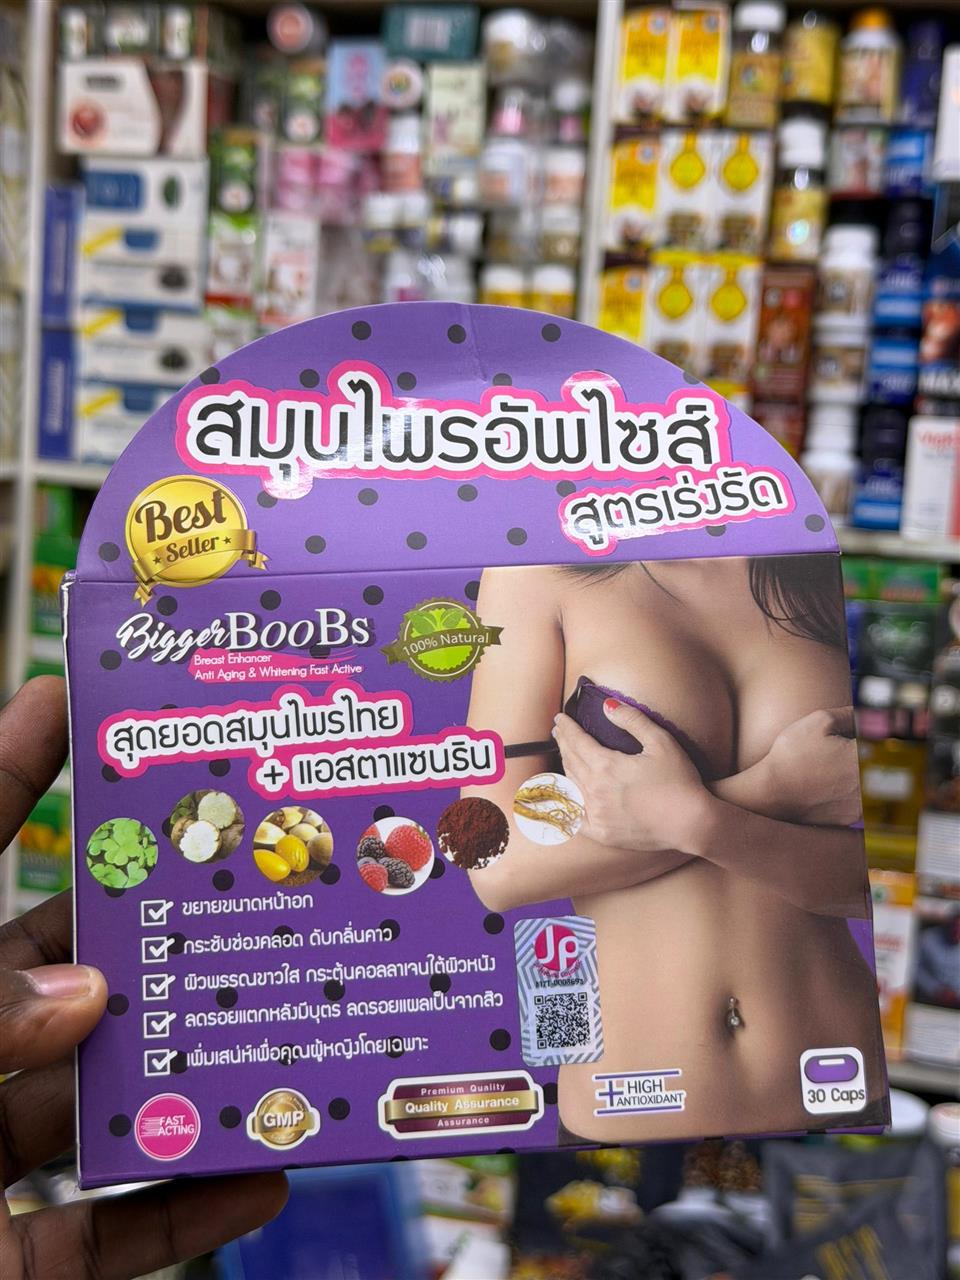 สมุนไพรอัพไซส์
สูตรเร่งรัด
Best
Seller
BiggerBooBs
Breast Enhancer
Anti Aging & Whitening Fast Active
100% Natural
สุดยอดสมุนไพรไทย
+ แอสตาแซนริน
ขยายขนาดหน้าอก
กระชับช่องคลอด ดับกลิ่นคาว
ผิวพรรณขาวใส กระตุ้นคอลลาเจนใต้ผิวหนัง
ลดรอยแตกหลังมีบุตร ลดรอยแผลเป็นจากสิว
เพิ่มเสน่ห์เพื่อคุณผู้หญิงโดยเฉพาะ
JP
FAST
ACTING
GMP
Premium Quality
Quality Assurance
Assurance
HIGH
ANTIOXIDANT
30 Caps